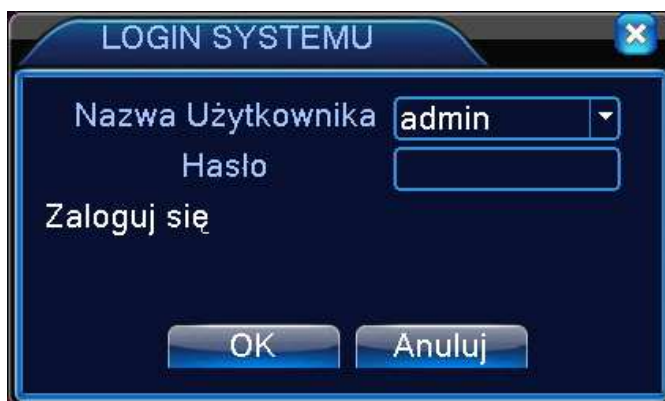 LOGIN SYSTEMU
Nazwa Użytkownika admin
Hasło
Zaloguj się
OK Anuluj